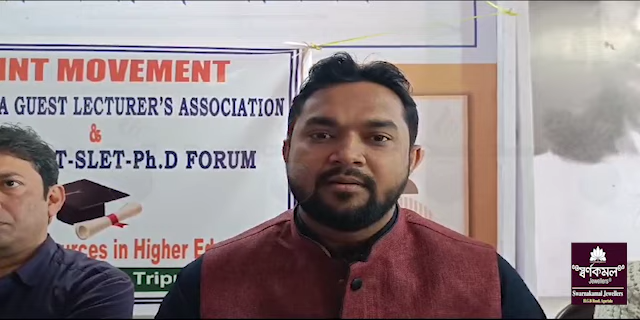 INT MOVEMENT
A GUEST LECTURER'S ASSOCIATION
&
T-SLET-Ph.D FORUM
urces in Higher Ed
Tripu
স্বর্ণকমল
Jewellers
Swarnakamal Jewellers